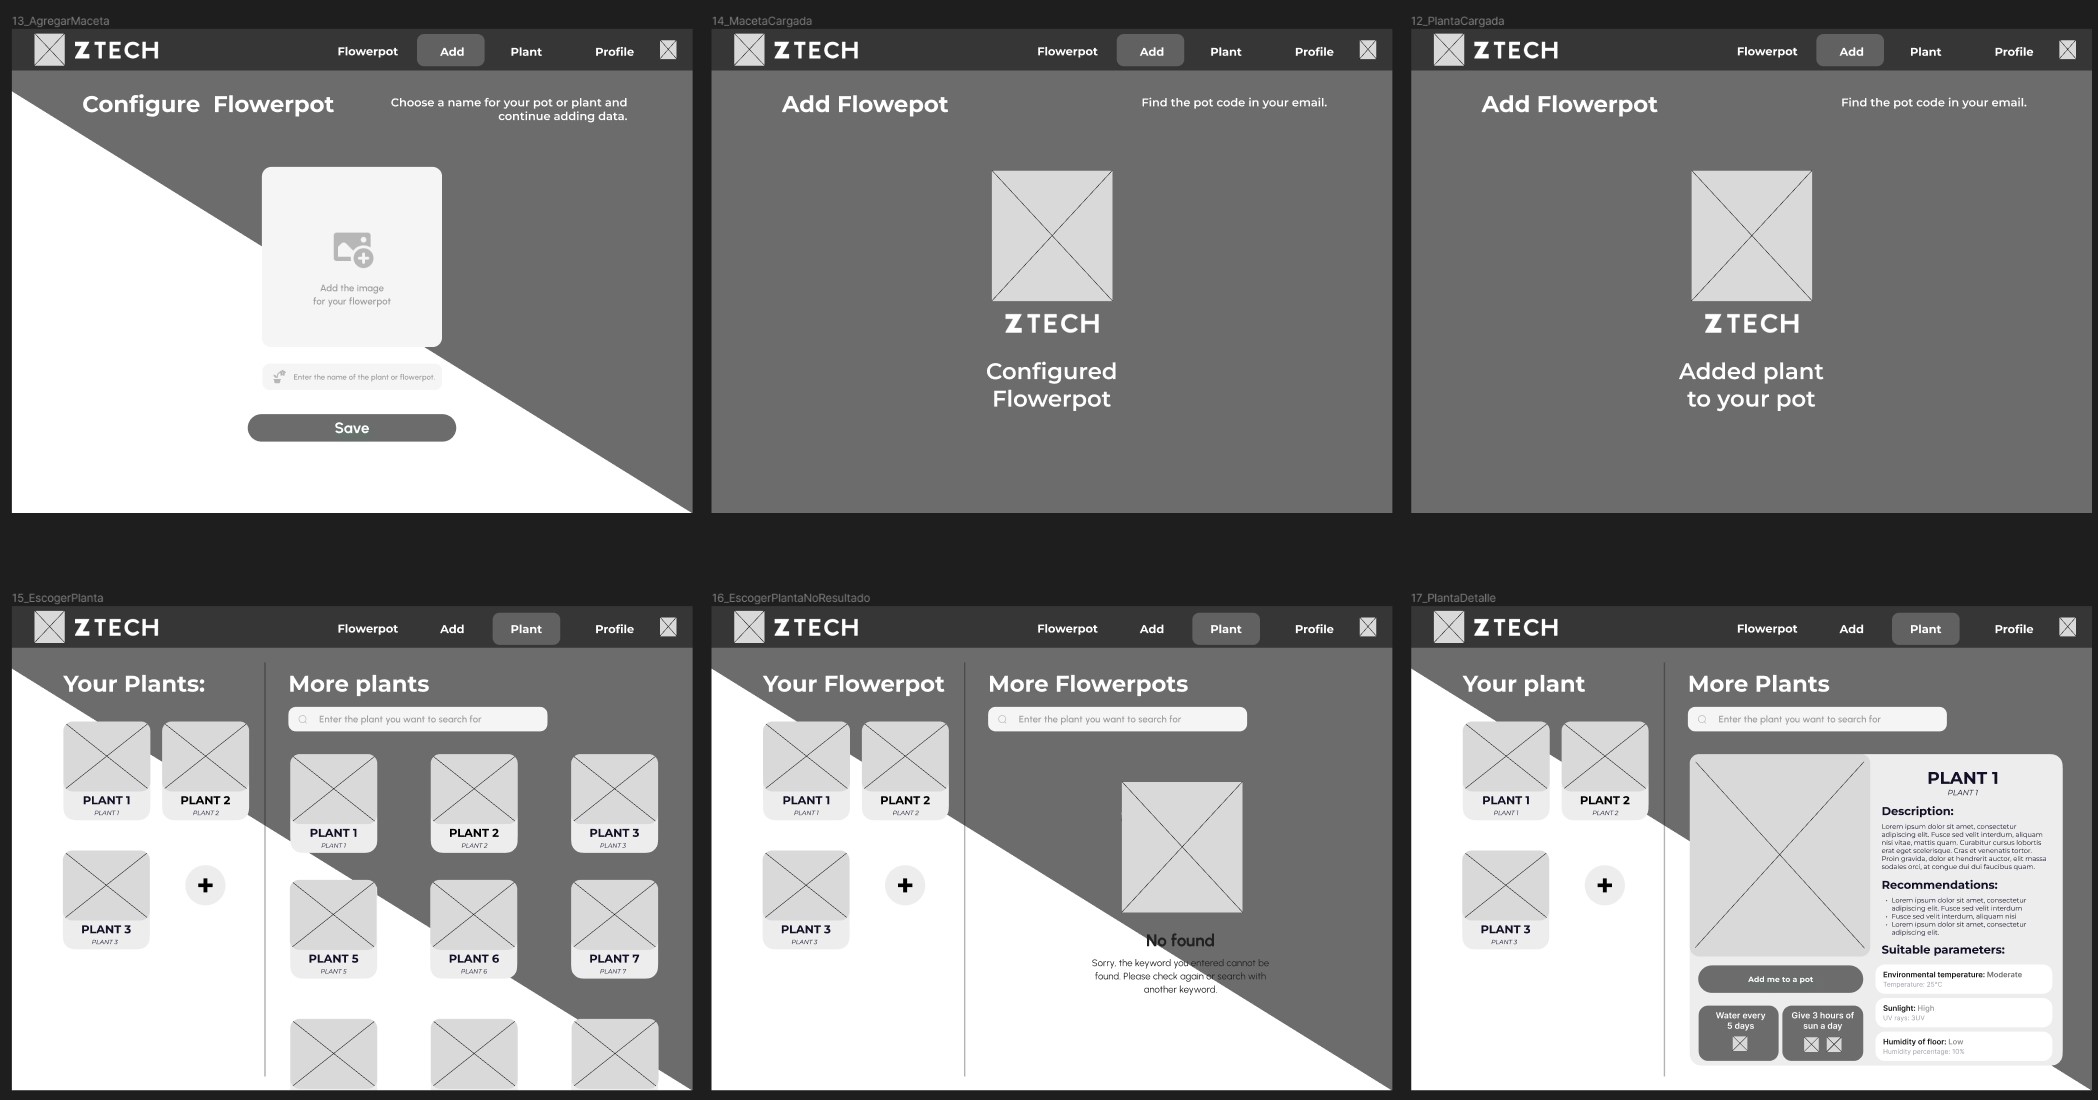 13_AgregarMaceta
ZTECH
Flowerpot
Add
Plant
Profile
Configure Flowerpot
Choose a name for your pot or plant and
continue adding data.
Add the image
for your flowerpot
Enter the name of the plant or flowerpot.
Save
14_MacetaCargada
ZTECH
Flowerpot
Add
Plant
Profile
Add Flowepot
Find the pot code in your email.
ZTECH
Configured
Flowerpot
12_PlantaCargada
ZTECH
Flowerpot
Add
Plant
Profile
Add Flowerpot
Find the pot code in your email.
ZTECH
Added plant
to your pot
15_EscogerPlanta
ZTECH
Flowerpot
Add
Plant
Profile
Your Plants:
PLANT 1
PLANT 1
PLANT 2
PLANT 2
PLANT 3
PLANT 3
+
More plants
Enter the plant you want to search for
PLANT 1
PLANT 1
PLANT 2
PLANT 2
PLANT 3
PLANT 3
PLANT 5
PLANT 5
PLANT 6
PLANT 6
PLANT 7
PLANT 7
16_EscogerPlantaNoResultado
ZTECH
Flowerpot
Add
Plant
Profile
Your Flowerpot
PLANT 1
PLANT 1
PLANT 2
PLANT 2
PLANT 3
PLANT 3
+
More Flowerpots
Enter the plant you want to search for
No found
Sorry, the keyword you entered cannot be
found. Please check again or search with
another keyword.
17_PlantaDetalle
ZTECH
Flowerpot
Add
Plant
Profile
Your plant
PLANT 1
PLANT 1
PLANT 2
PLANT 2
PLANT 3
PLANT 3
+
More Plants
Enter the plant you want to search for
PLANT 1
PLANT 1
Description:
Lorem ipsum dolor sit amet, consectetur
adipiscing elit. Fusce sed velit interdum, aliquam
nisi vitae, mattis quam. Curabitur cursus lobortis
erat eget scelerisque. Cras et venenatis tortor.
Proin gravida, dolor et hendrerit auctor, elit massa
sodales orci, at congue dui dui faucibus quam.
Recommendations:
• Lorem ipsum dolor sit amet, consectetur
adipiscing elit. Fusce sed velit interdum
• Fusce sed velit interdum, aliquam nisi
• Lorem ipsum dolor sit amet, consectetur
adipiscing elit.
Suitable parameters:
Environmental temperature: Moderate
Temperature: 25°C
Sunlight: High
UV rays: 3UV
Humidity of floor: Low
Humidity percentage: 10%
Add me to a pot
Water every
5 days
Give 3 hours of
sun a day